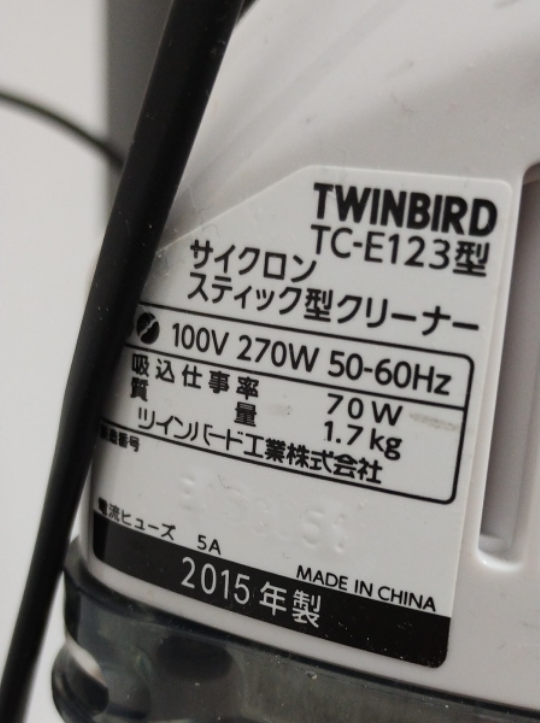 TWINBIRD
TC-E123型
サイクロン
スティック型クリーナー
100V 270W 50-60Hz
吸込仕事率 70W
質量 1.7kg
ツインバード工業株式会社
製造番号
電流ヒューズ 5A
MADE IN CHINA
2015年製